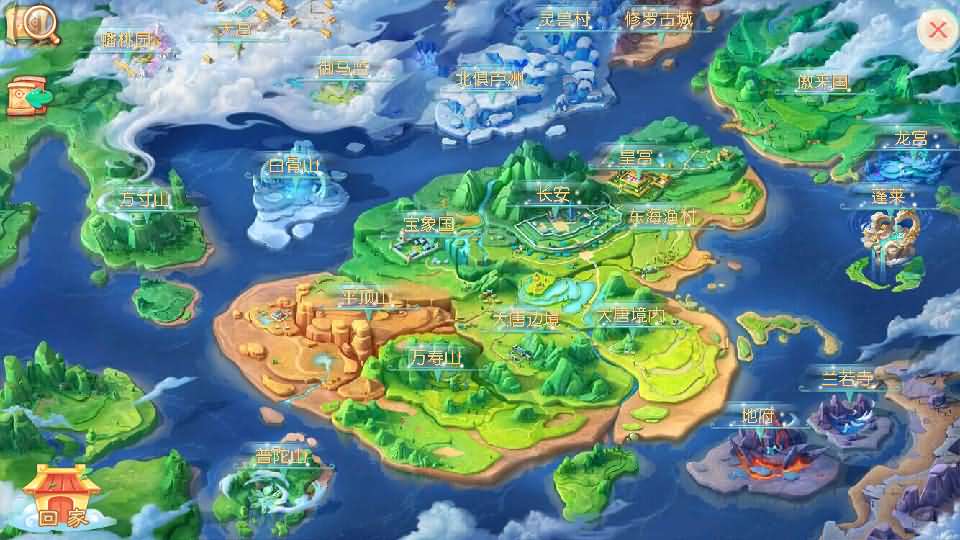 灵兽村
修罗古城
天宫
蟠桃园
御马监
北俱芦洲
傲来国
龙宫
皇宫
白骨山
长安
蓬莱
方寸山
东海渔村
宝象国
平顶山
大唐边境
大唐境内
万寿山
兰若寺
地府
普陀山
回家